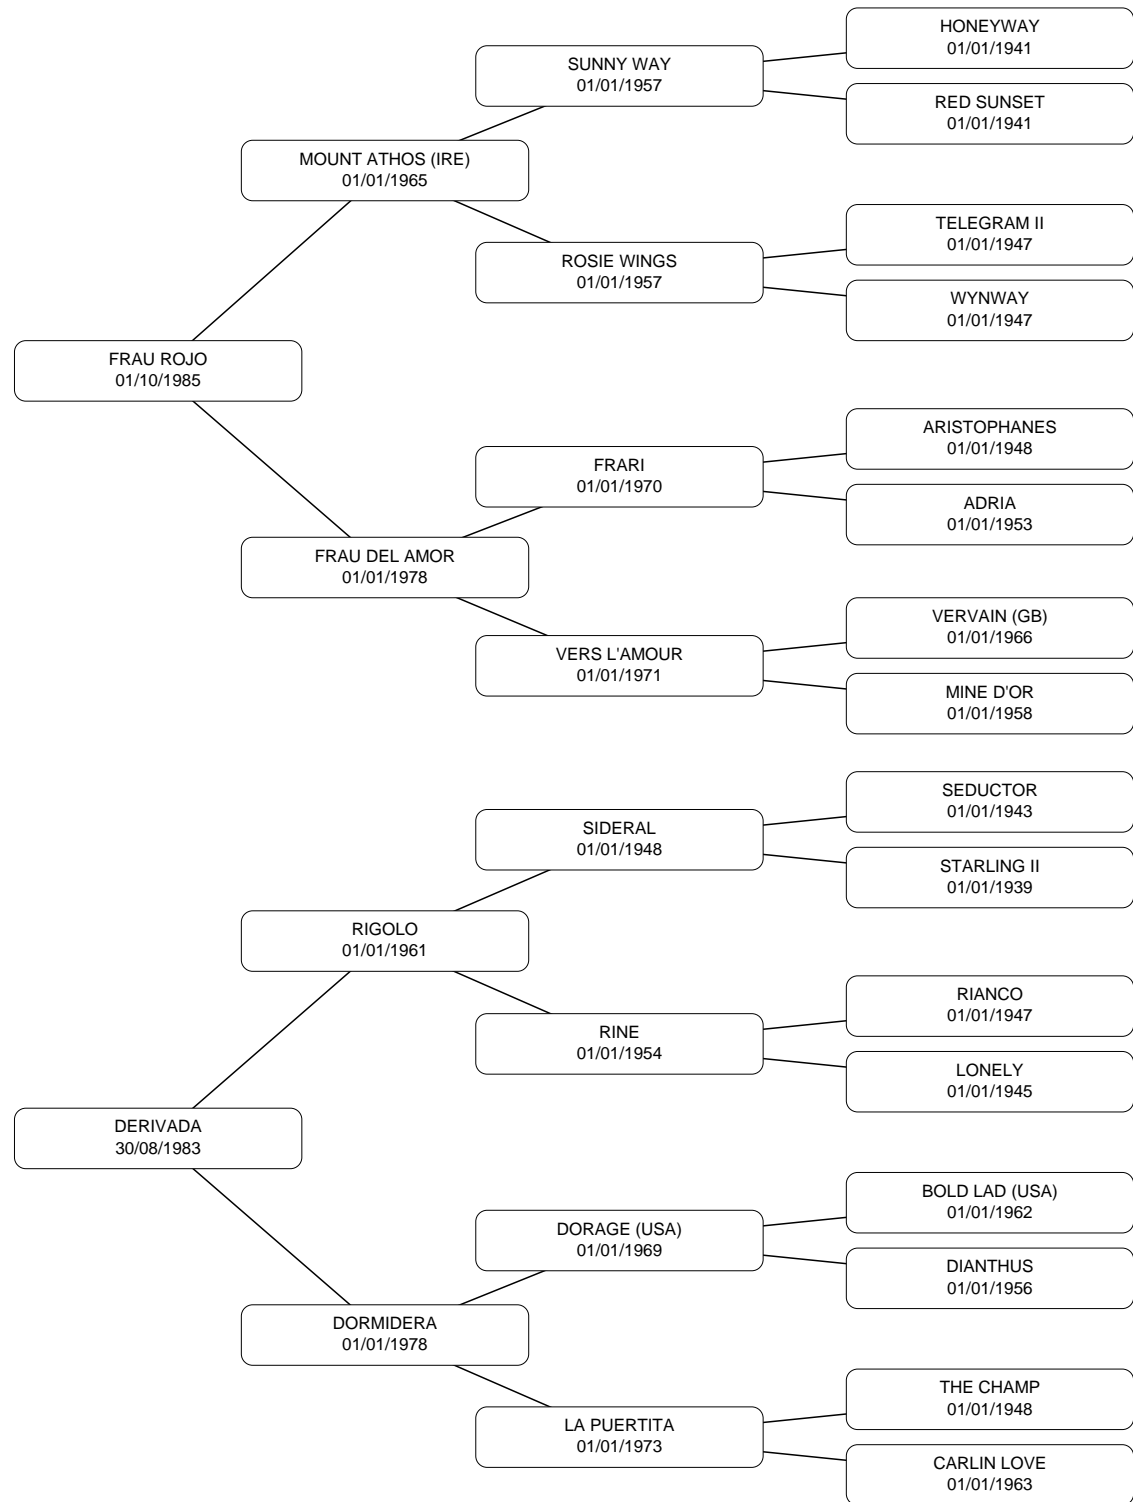 HONEYWAY
01/01/1941
SUNNY WAY
01/01/1957
RED SUNSET
01/01/1941
MOUNT ATHOS (IRE)
01/01/1965
TELEGRAM II
01/01/1947
ROSIE WINGS
01/01/1957
WYNWAY
01/01/1947
FRAU ROJO
01/10/1985
ARISTOPHANES
01/01/1948
FRARI
01/01/1970
ADRIA
01/01/1953
FRAU DEL AMOR
01/01/1978
VERVAIN (GB)
01/01/1966
VERS L'AMOUR
01/01/1971
MINE D'OR
01/01/1958
SEDUCTOR
01/01/1943
SIDERAL
01/01/1948
STARLING II
01/01/1939
RIGOLO
01/01/1961
RIANCO
01/01/1947
RINE
01/01/1954
LONELY
01/01/1945
DERIVADA
30/08/1983
BOLD LAD (USA)
01/01/1962
DORAGE (USA)
01/01/1969
DIANTHUS
01/01/1956
DORMIDERA
01/01/1978
THE CHAMP
01/01/1948
LA PUERTITA
01/01/1973
CARLIN LOVE
01/01/1963